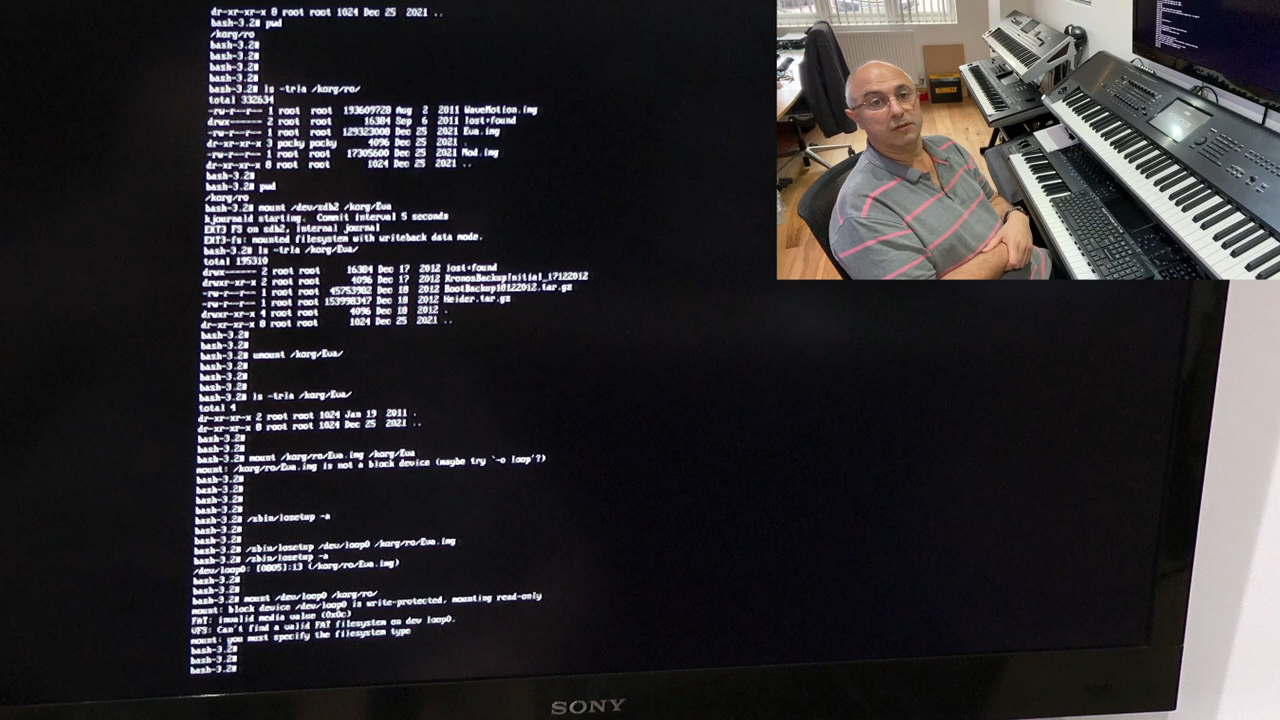 dr-xr-xr-x 8 root root 1024 Dec 25 2021 ..
bash-3.2# pwd
/korg/ro
bash-3.2#
bash-3.2#
bash-3.2#
bash-3.2#
bash-3.2# ls -trla /korg/ro/
total 332634
-rw-r--r-- 1 root root 193609728 Aug 2 2011 WaveMotion.img
drwx------ 2 root root 16384 Sep 6 2011 lost+found
-rw-r--r-- 1 root root 129323008 Dec 25 2021 Eva.img
drwxr-xr-x 3 pocky pocky 4096 Dec 25 2021 .
-rw-r--r-- 1 root root 17305600 Dec 25 2021 Mod.img
dr-xr-xr-x 8 root root 1024 Dec 25 2021 ..
bash-3.2#
bash-3.2# pwd
/korg/ro
bash-3.2# mount /dev/sdb2 /korg/Eva
kjournald starting. Commit interval 5 seconds
EXT3 FS on sdb2, internal journal
EXT3-fs: mounted filesystem with writeback data mode.
bash-3.2# ls -trla /korg/Eva/
total 195310
drwx------ 2 root root 16384 Dec 17 2012 lost+found
drwxr-xr-x 2 root root 4096 Dec 17 2012 KronosBackupInitial_17122012
-rw-r--r-- 1 root root 45753982 Dec 18 2012 BootBackup18122012.tar.gz
-rw-r--r-- 1 root root 153998347 Dec 18 2012 Heider.tar.gz
drwxr-xr-x 4 root root 4096 Dec 18 2012 .
dr-xr-xr-x 8 root root 1024 Dec 25 2021 ..
bash-3.2#
bash-3.2#
bash-3.2# umount /korg/Eva/
bash-3.2#
bash-3.2#
bash-3.2#
bash-3.2# ls -trla /korg/Eva/
total 4
dr-xr-xr-x 2 root root 1024 Jan 19 2011 .
dr-xr-xr-x 8 root root 1024 Dec 25 2021 ..
bash-3.2#
bash-3.2#
bash-3.2# mount /korg/ro/Eva.img /korg/Eva
mount: /korg/ro/Eva.img is not a block device (maybe try `-o loop'?)
bash-3.2#
bash-3.2#
bash-3.2#
bash-3.2#
bash-3.2# /sbin/losetup -a
bash-3.2#
bash-3.2#
bash-3.2# /sbin/losetup /dev/loop0 /korg/ro/Eva.img
bash-3.2# /sbin/losetup -a
/dev/loop0: [0805]:13 (/korg/ro/Eva.img)
bash-3.2#
bash-3.2#
bash-3.2# mount /dev/loop0 /korg/ro/
mount: block device /dev/loop0 is write-protected, mounting read-only
FAT: invalid media value (0x0c)
VFS: Can't find a valid FAT filesystem on dev loop0.
mount: you must specify the filesystem type
bash-3.2#
bash-3.2#
bash-3.2#
SONY
DEWALT